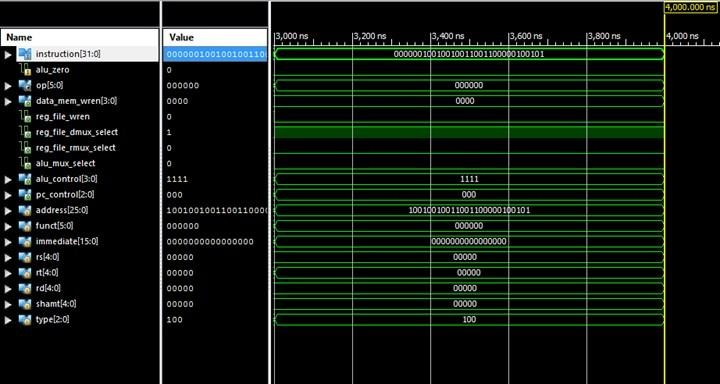 4,000.000 ns
Name Value 3,000 ns 3,200 ns 3,400 ns 3,600 ns 3,800 ns 4,000 ns
instruction[31:0] 0000001001001001100 00000010010010011001100000100101
alu_zero 0
op[5:0] 000000 000000
data_mem_wren[3:0] 0000 0000
reg_file_wren 0
reg_file_dmux_select 1
reg_file_rmux_select 0
alu_mux_select 0
alu_control[3:0] 1111 1111
pc_control[2:0] 000 000
address[25:0] 1001001001100110000 10010010011001100000100101
funct[5:0] 000000 000000
immediate[15:0] 0000000000000000 0000000000000000
rs[4:0] 00000 00000
rt[4:0] 00000 00000
rd[4:0] 00000 00000
shamt[4:0] 00000 00000
type[2:0] 100 100